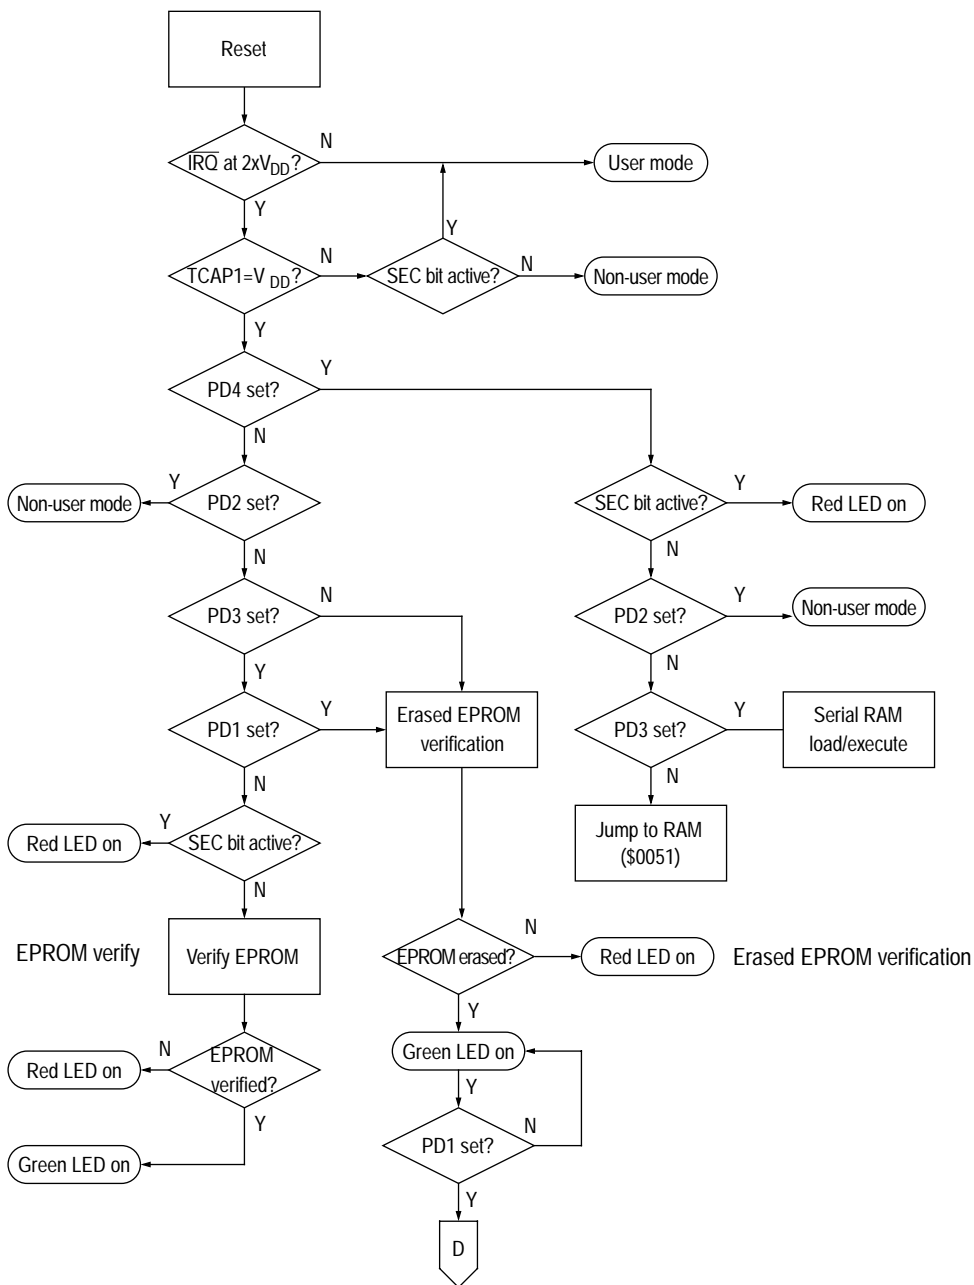 Reset
N
IRQ at 2xVDD?
User mode
Y
Y
N
TCAP1=V DD?
SEC bit active?
N
Non-user mode
Y
Y
PD4 set?
N
Y
Non-user mode
PD2 set?
SEC bit active?
Y
Red LED on
N
N
N
PD3 set?
PD2 set?
Y
Non-user mode
Y
N
Y
PD1 set?
Erased EPROM
verification
PD3 set?
Y
Serial RAM
load/execute
N
N
Y
Red LED on
SEC bit active?
Jump to RAM
($0051)
N
EPROM verify
Verify EPROM
EPROM erased?
N
Red LED on
Erased EPROM verification
Y
N
Red LED on
EPROM
verified?
Green LED on
Y
Y
N
PD1 set?
Green LED on
Y
D